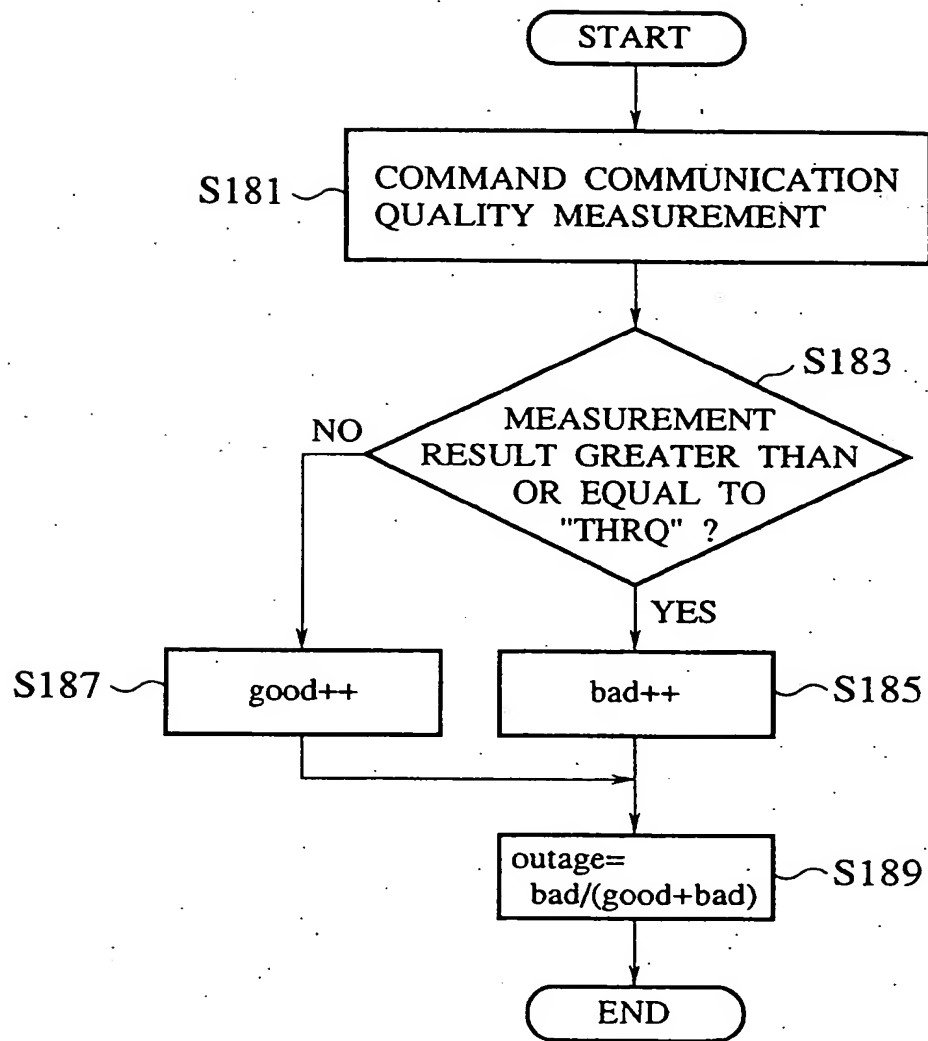 START
S181
COMMAND COMMUNICATION
QUALITY MEASUREMENT
S183
MEASUREMENT
RESULT GREATER THAN
OR EQUAL TO
"THRQ" ?
NO
YES
S187
good++
bad++
S185
outage=
bad/(good+bad)
S189
END